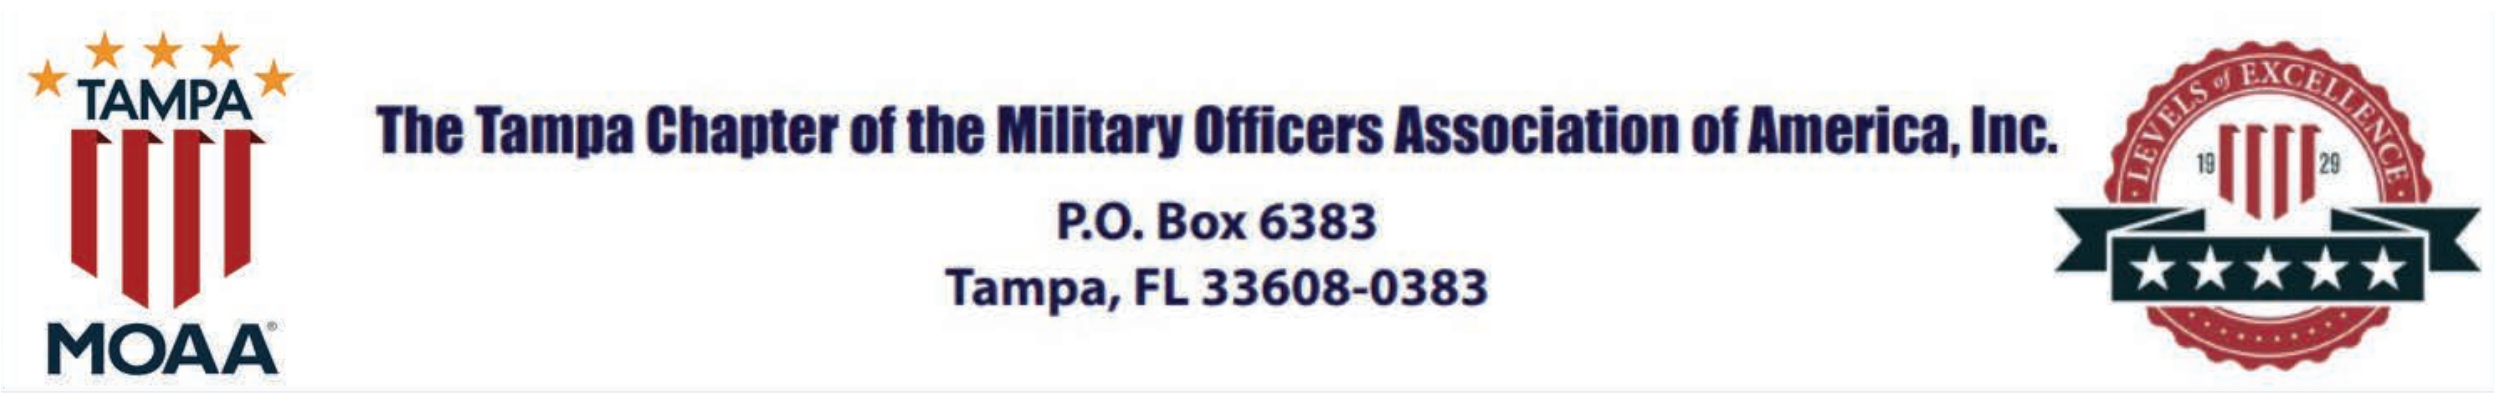 TAMPA
MOAA®
The Tampa Chapter of the Military Officers Association of America, Inc.
P.O. Box 6383
Tampa, FL 33608-0383
· LEVELS of EXCELLENCE ·
19 29